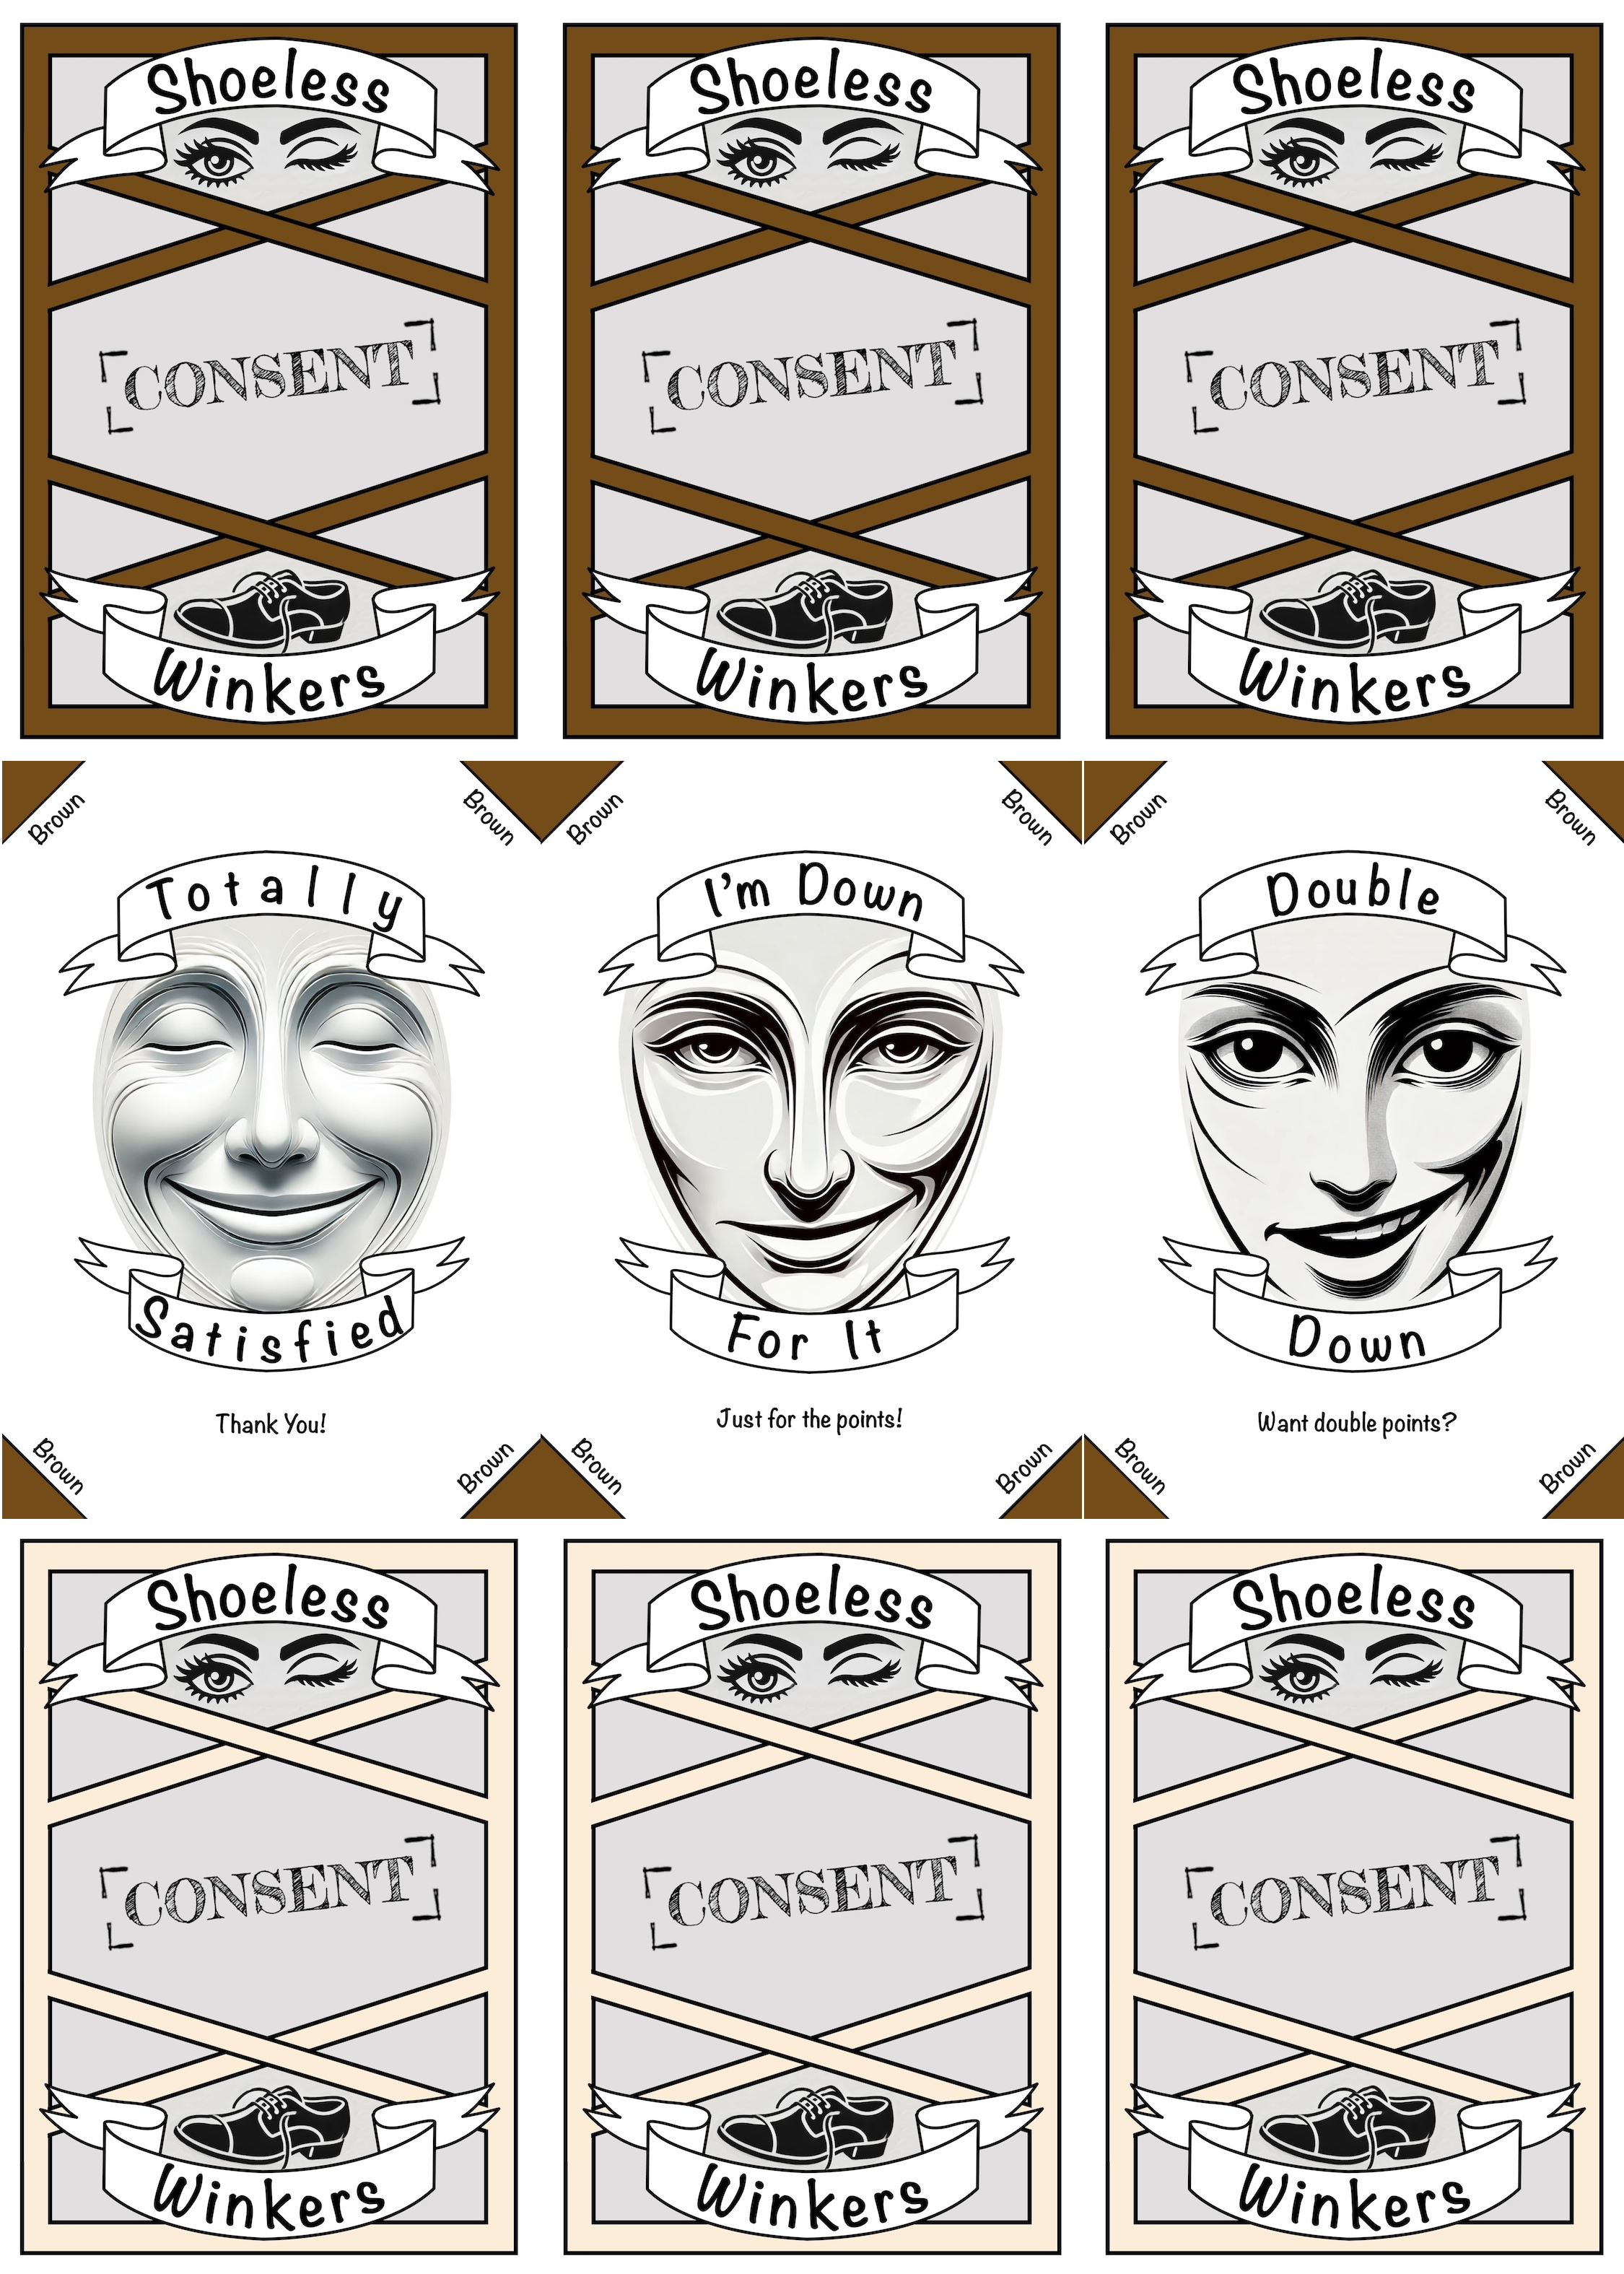 Shoeless Shoeless Shoeless
CONSENT CONSENT CONSENT
Winkers Winkers Winkers
Brown Brown Brown Brown Brown Brown
Totally I'm Down Double
Satisfied For It Down
Thank You! Just for the points! Want double points?
Brown Brown Brown Brown Brown Brown
Shoeless Shoeless Shoeless
CONSENT CONSENT CONSENT
Winkers Winkers Winkers